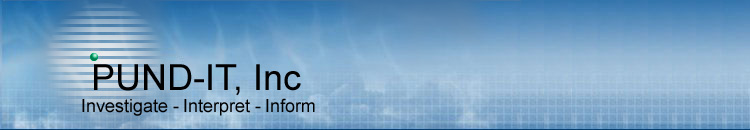 PUND-IT, Inc
Investigate - Interpret - Inform